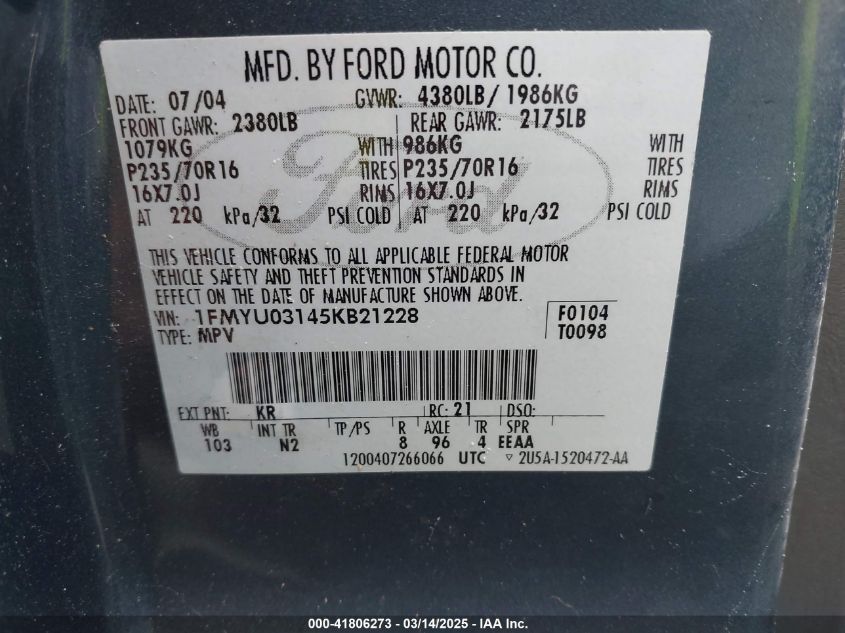 MFD. BY FORD MOTOR CO.
DATE: 07/04 GVWR: 4380LB/ 1986KG
FRONT GAWR: 2380LB REAR GAWR: 2175LB
1079KG WITH 986KG WITH
P235/70R16 TIRES P235/70R16 TIRES
16X7.0J RIMS 16X7.0J RIMS
AT 220 kPa/32 PSI COLD AT 220 kPa/32 PSI COLD
Ford
THIS VEHICLE CONFORMS TO ALL APPLICABLE FEDERAL MOTOR
VEHICLE SAFETY AND THEFT PREVENTION STANDARDS IN
EFFECT ON THE DATE OF MANUFACTURE SHOWN ABOVE.
VIN: 1FMYU03145KB21228 F0104
TYPE: MPV T0098
EXT PNT: KR RC: 21 DSO:
WB INT TR TP/PS R AXLE TR SPR
103 N2 8 96 4 EEAA
1200407266066 UTC ▿ 2U5A-1520472-AA
000-41806273 - 03/14/2025 - IAA Inc.